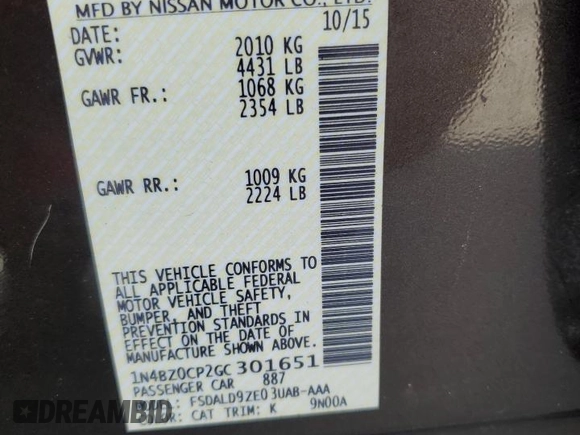 MFD BY NISSAN MOTOR CO., LTD.
DATE: 10/15
GVWR: 2010 KG
4431 LB
GAWR FR.: 1068 KG
2354 LB
GAWR RR.: 1009 KG
2224 LB
THIS VEHICLE CONFORMS TO
ALL APPLICABLE FEDERAL
MOTOR VEHICLE SAFETY,
BUMPER, AND THEFT
PREVENTION STANDARDS IN
EFFECT ON THE DATE OF
MANUFACTURE SHOWN ABOVE.
1N4BZ0CP2GC301651
PASSENGER CAR 887
MODEL: FSDALD9ZE03UAB-AAA
COLOR: CAT TRIM: K 9N00A
DREAMBID